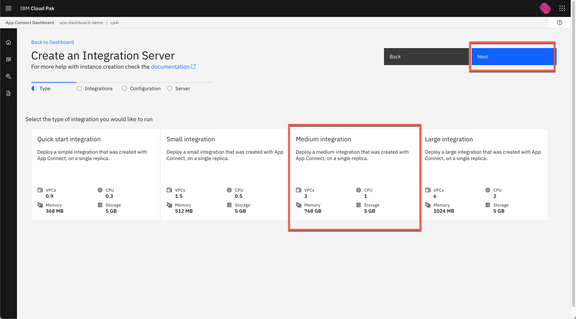 IBM Cloud Pak
App Connect Dashboard | ace-dashboard-demo | cp4i
Back to Dashboard
Create an Integration Server
For more help with instance creation check the documentation
Back
Next
Type
Integrations
Configuration
Server
Select the type of integration you would like to run
Quick start integration
Deploy a simple integration that was created with
App Connect, on a single replica.
VPCs
0.9
CPU
0.3
Memory
368 MB
Storage
5 GB
Small integration
Deploy a small integration that was created with App
Connect, on a single replica.
VPCs
1.5
CPU
0.5
Memory
512 MB
Storage
5 GB
Medium integration
Deploy a medium integration that was created with
App Connect, on a single replica.
VPCs
3
CPU
1
Memory
768 GB
Storage
5 GB
Large integration
Deploy a large integration that was created with App
Connect, on a single replica.
VPCs
6
CPU
2
Memory
1024 MB
Storage
5 GB